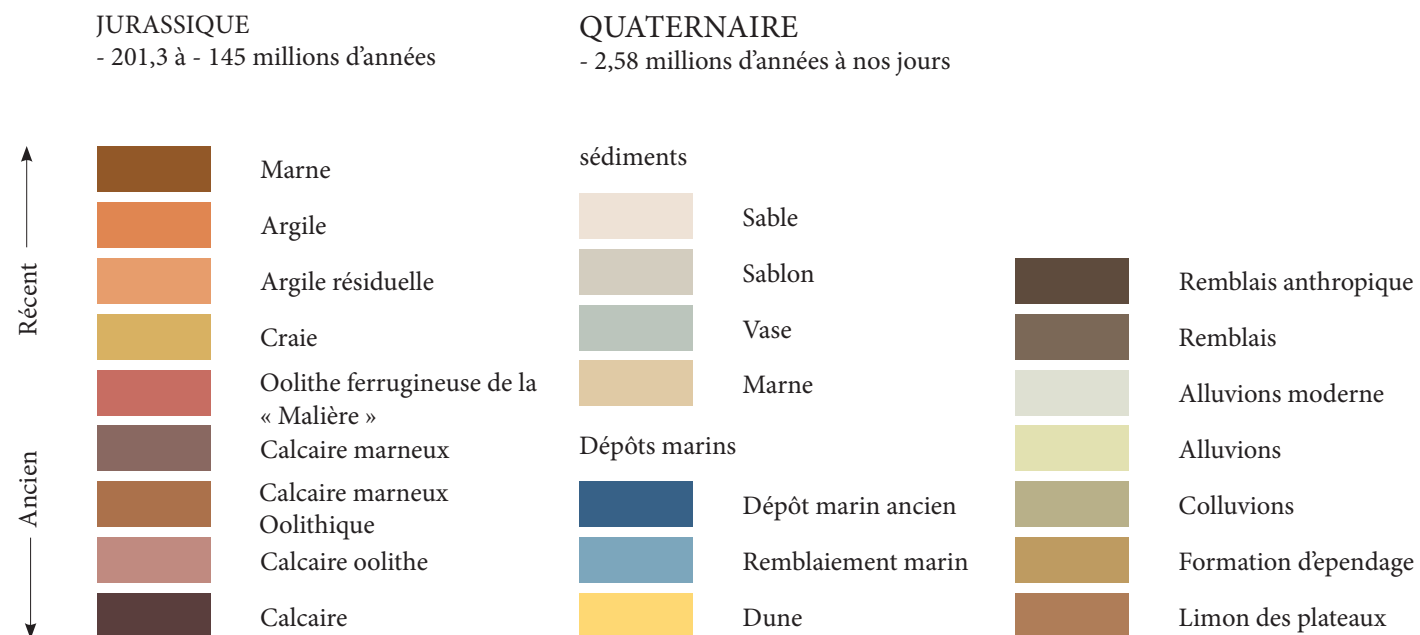 JURASSIQUE
- 201,3 à - 145 millions d'années
Récent
Ancien
Marne
Argile
Argile résiduelle
Craie
Oolithe ferrugineuse de la
« Malière »
Calcaire marneux
Calcaire marneux
Oolithique
Calcaire oolithe
Calcaire
QUATERNAIRE
- 2,58 millions d'années à nos jours
sédiments
Sable
Sablon
Vase
Marne
Dépôts marins
Dépôt marin ancien
Remblaiement marin
Dune
Remblais anthropique
Remblais
Alluvions moderne
Alluvions
Colluvions
Formation d'ependage
Limon des plateaux